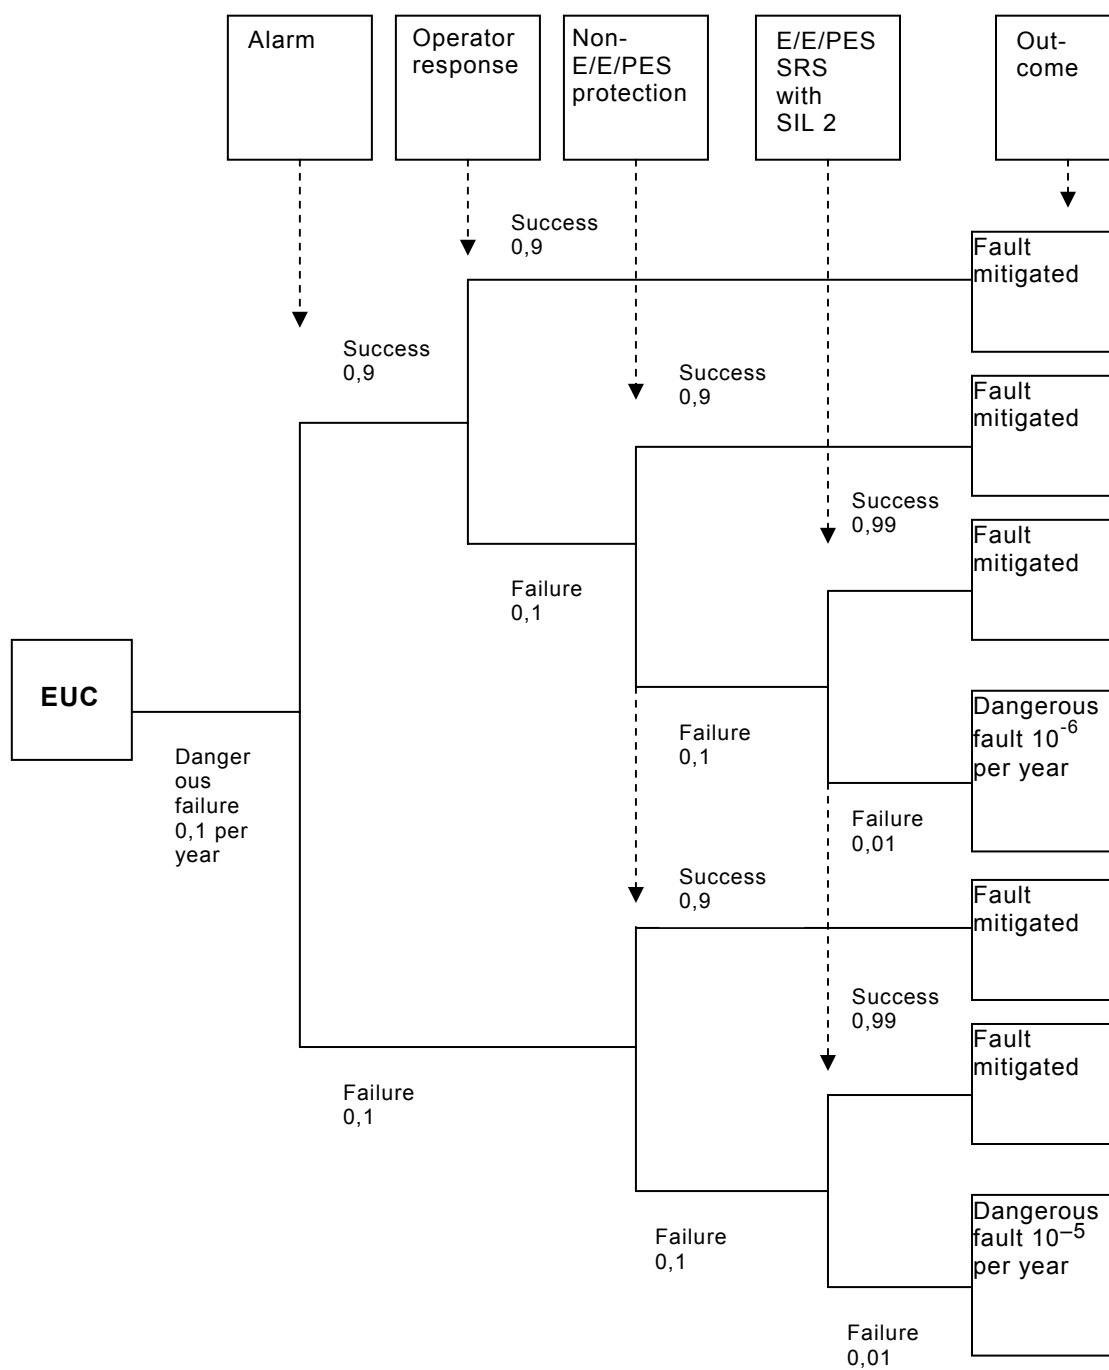 Alarm
Operator
response
Non-
E/E/PES
protection
E/E/PES
SRS
with
SIL 2
Out-
come
Success
0,9
Fault
mitigated
Success
0,9
Success
0,9
Fault
mitigated
Success
0,99
Fault
mitigated
Failure
0,1
EUC
Danger
ous
failure
0,1 per
year
Failure
0,1
Dangerous
fault 10-6
per year
Failure
0,01
Success
0,9
Fault
mitigated
Success
0,99
Fault
mitigated
Failure
0,1
Failure
0,1
Dangerous
fault 10–5
per year
Failure
0,01